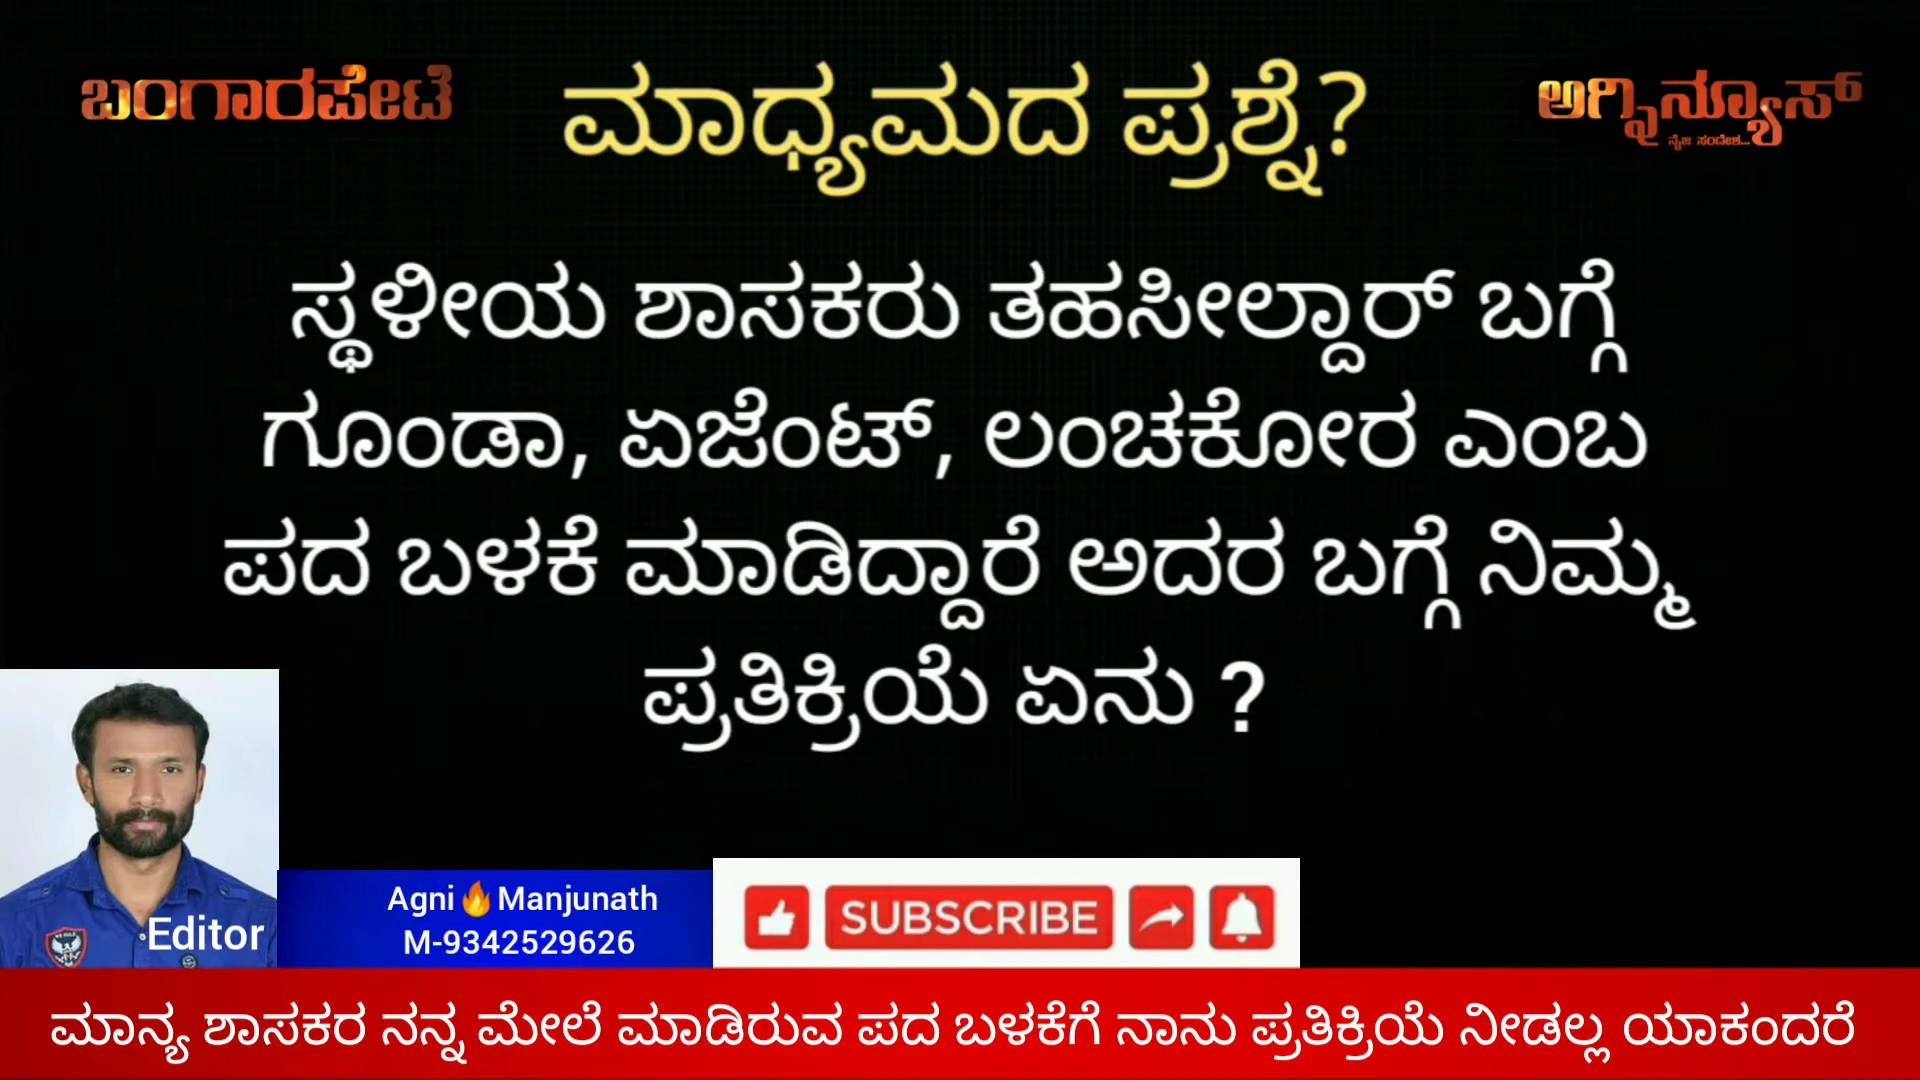 ಬಂಗಾರಪೇಟೆ
ಮಾಧ್ಯಮದ ಪ್ರಶ್ನೆ?
ಅಗ್ನಿನ್ಯೂಸ್
ನೈಜ ಸಂದೇಶ...
ಸ್ಥಳೀಯ ಶಾಸಕರು ತಹಸೀಲ್ದಾರ್ ಬಗ್ಗೆ
ಗೂಂಡಾ, ಏಜೆಂಟ್, ಲಂಚಕೋರ ಎಂಬ
ಪದ ಬಳಕೆ ಮಾಡಿದ್ದಾರೆ ಅದರ ಬಗ್ಗೆ ನಿಮ್ಮ
ಪ್ರತಿಕ್ರಿಯೆ ಏನು ?
Editor
Agni🔥Manjunath
M-9342529626
SUBSCRIBE
ಮಾನ್ಯ ಶಾಸಕರ ನನ್ನ ಮೇಲೆ ಮಾಡಿರುವ ಪದ ಬಳಕೆಗೆ ನಾನು ಪ್ರತಿಕ್ರಿಯೆ ನೀಡಲ್ಲ ಯಾಕಂದರೆ